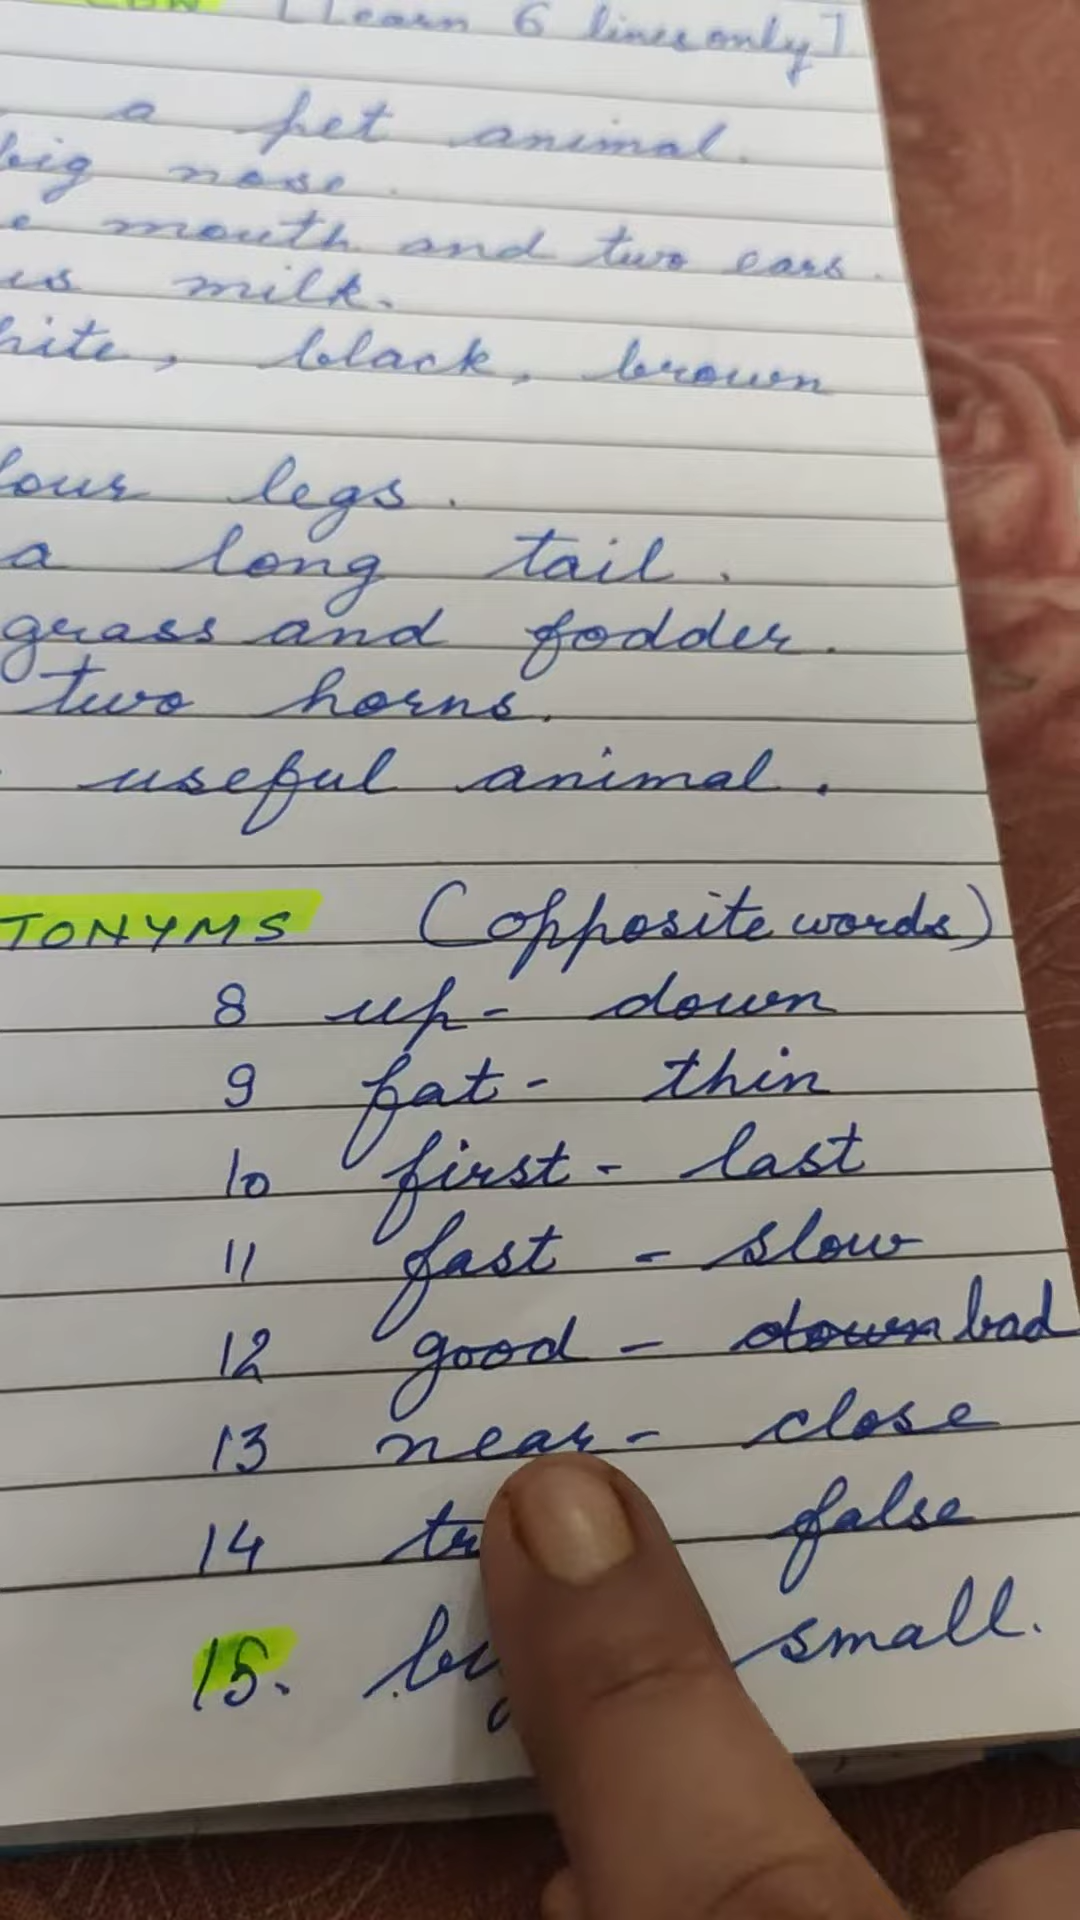 [Learn 6 lines only]
a pet animal.
big nose.
mouth and two ears.
milk.
black, brown
legs.
a long tail.
grass and fodder.
two horns.
useful animal.
TONYMS (opposite words)
8 up - down
9 fat - thin
10 first - last
11 fast - slow
12 good - down bad
13 near - close
14 tr false
15. small.